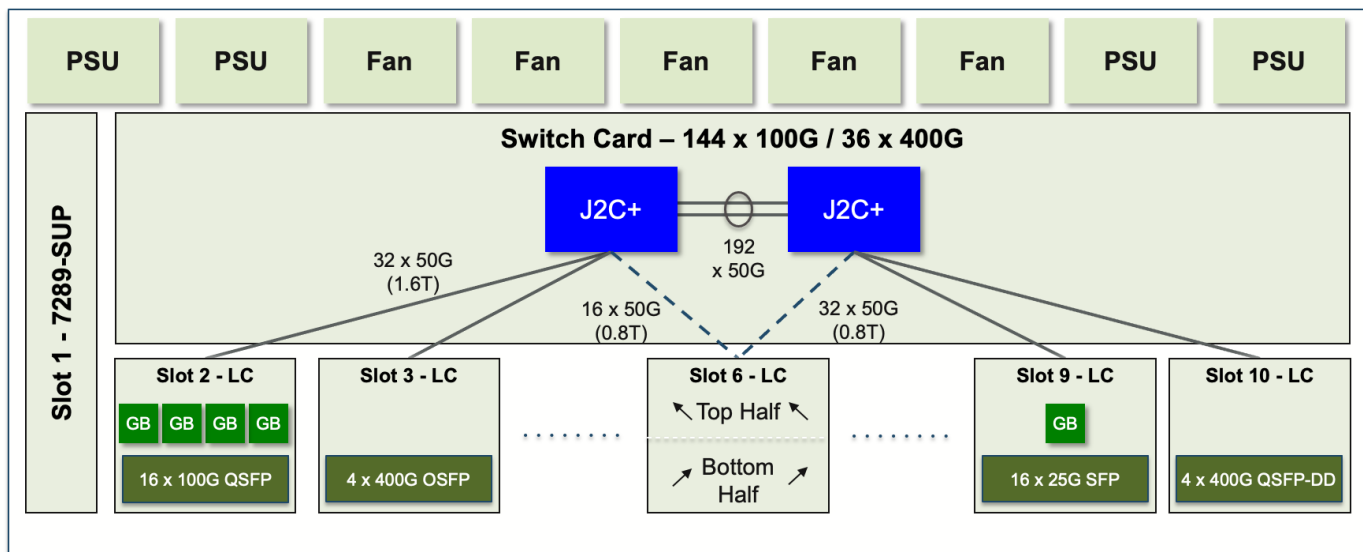 PSU
PSU
Fan
Fan
Fan
Fan
Fan
PSU
PSU
Slot 1 - 7289-SUP
Switch Card – 144 x 100G / 36 x 400G
J2C+
J2C+
192
x 50G
32 x 50G
(1.6T)
16 x 50G
(0.8T)
32 x 50G
(0.8T)
Slot 2 - LC
GB
GB
GB
GB
16 x 100G QSFP
Slot 3 - LC
4 x 400G OSFP
Slot 6 - LC
Top Half
Bottom
Half
Slot 9 - LC
GB
16 x 25G SFP
Slot 10 - LC
4 x 400G QSFP-DD